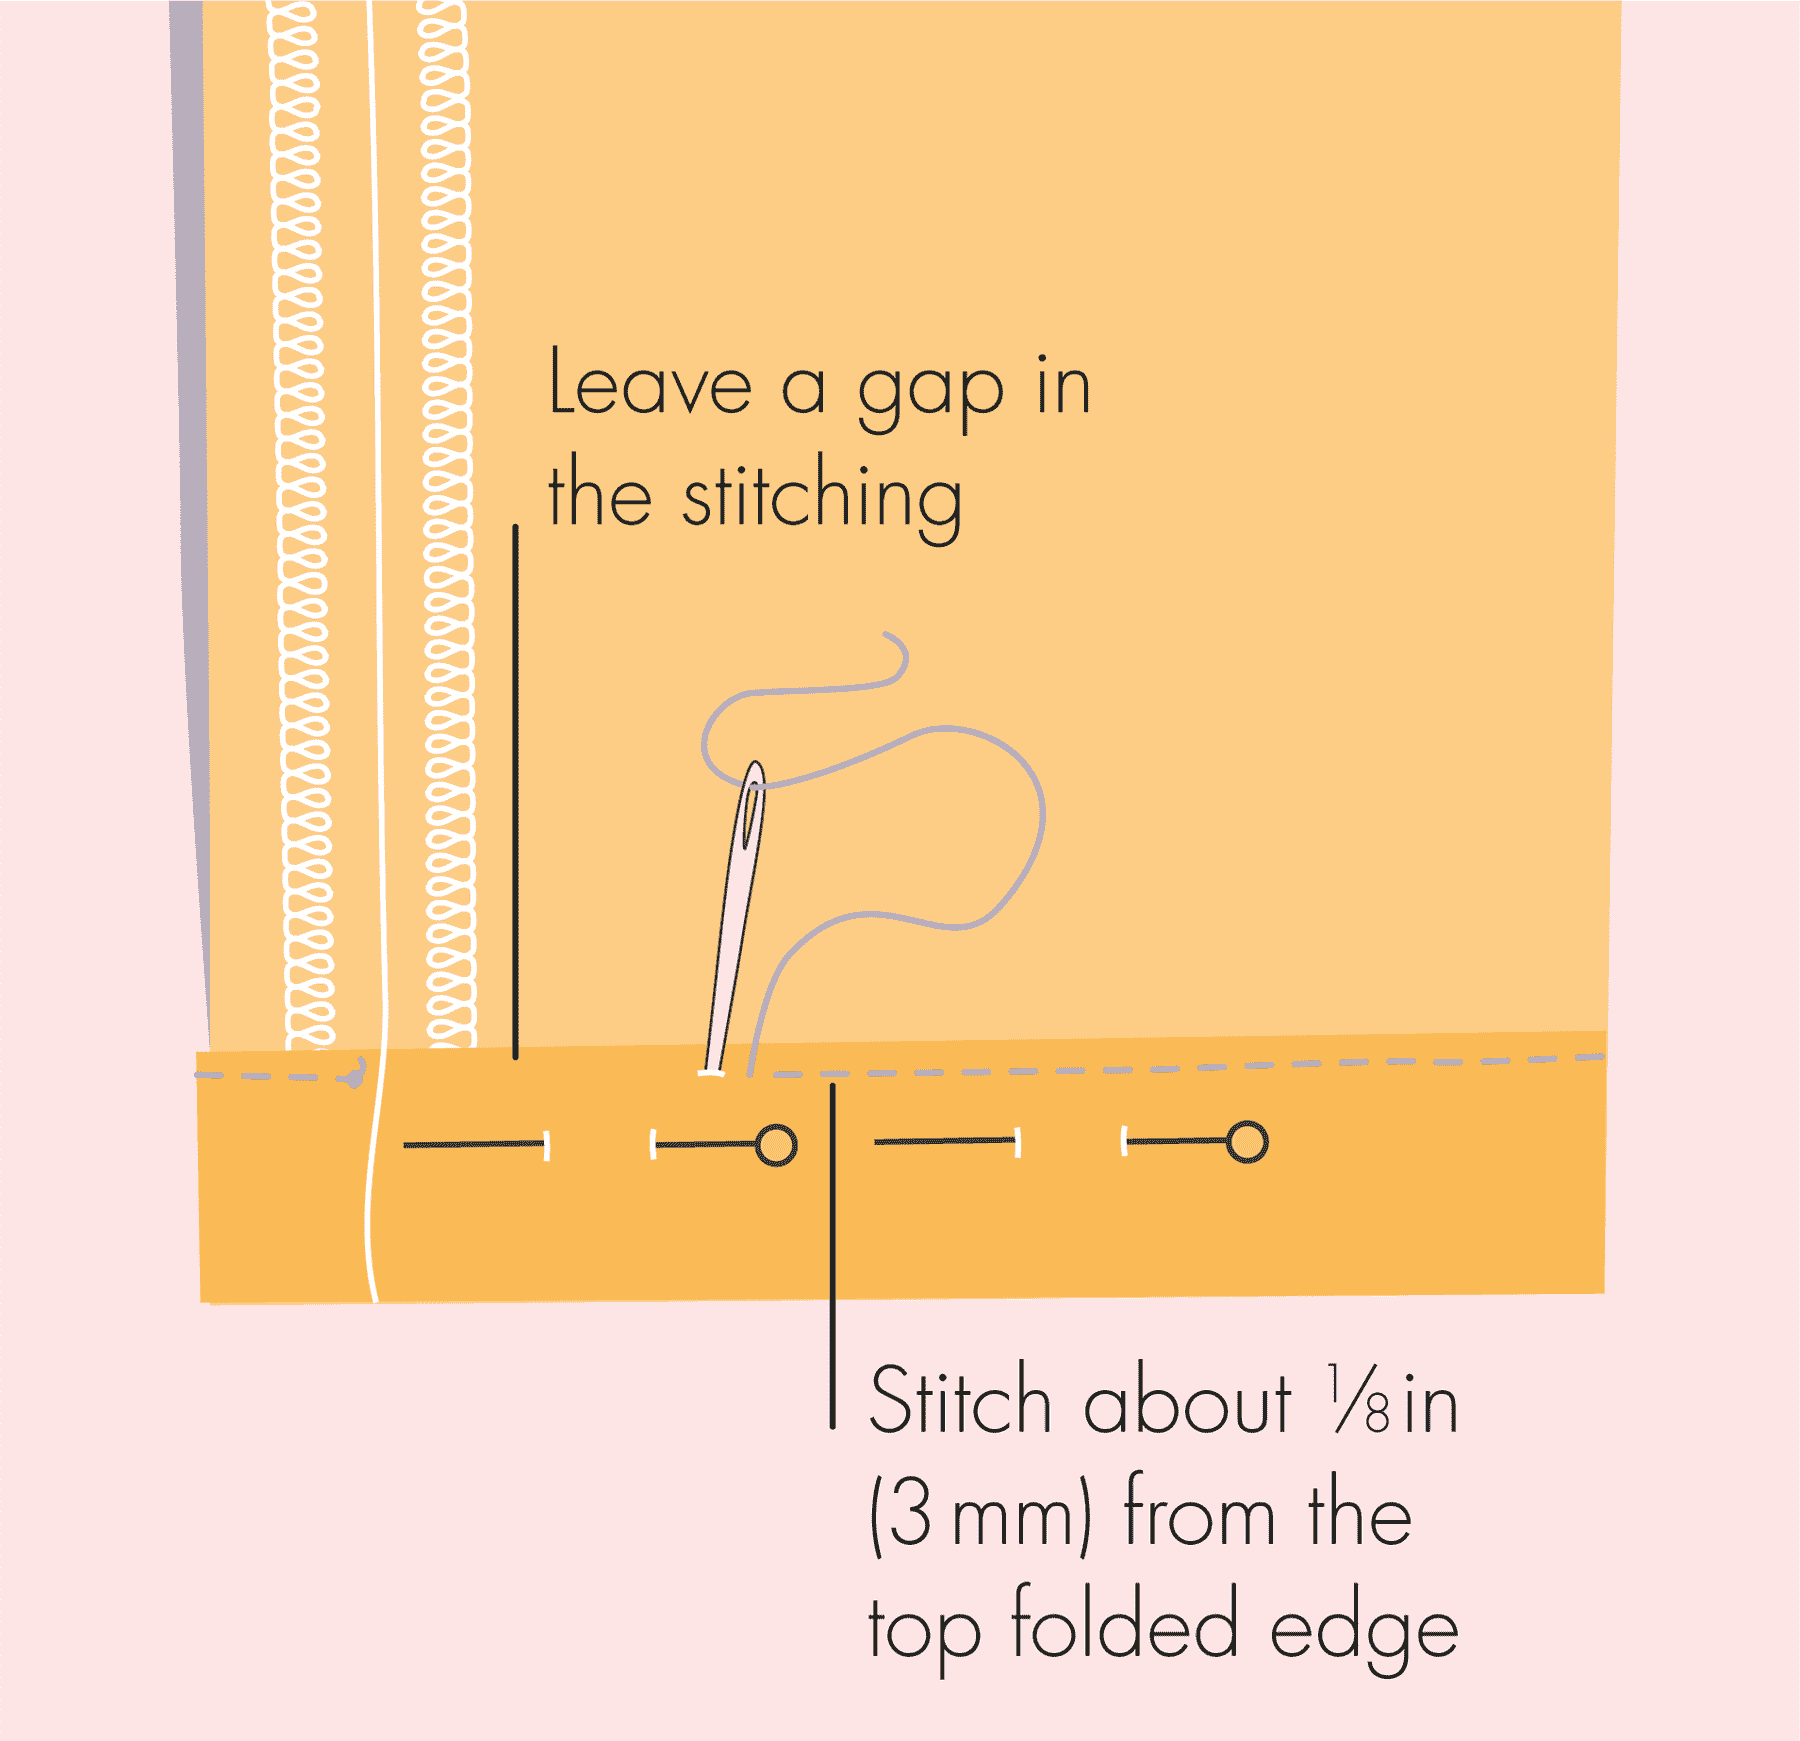 Leave a gap in
the stitching
Stitch about ⅛ in
(3 mm) from the
top folded edge